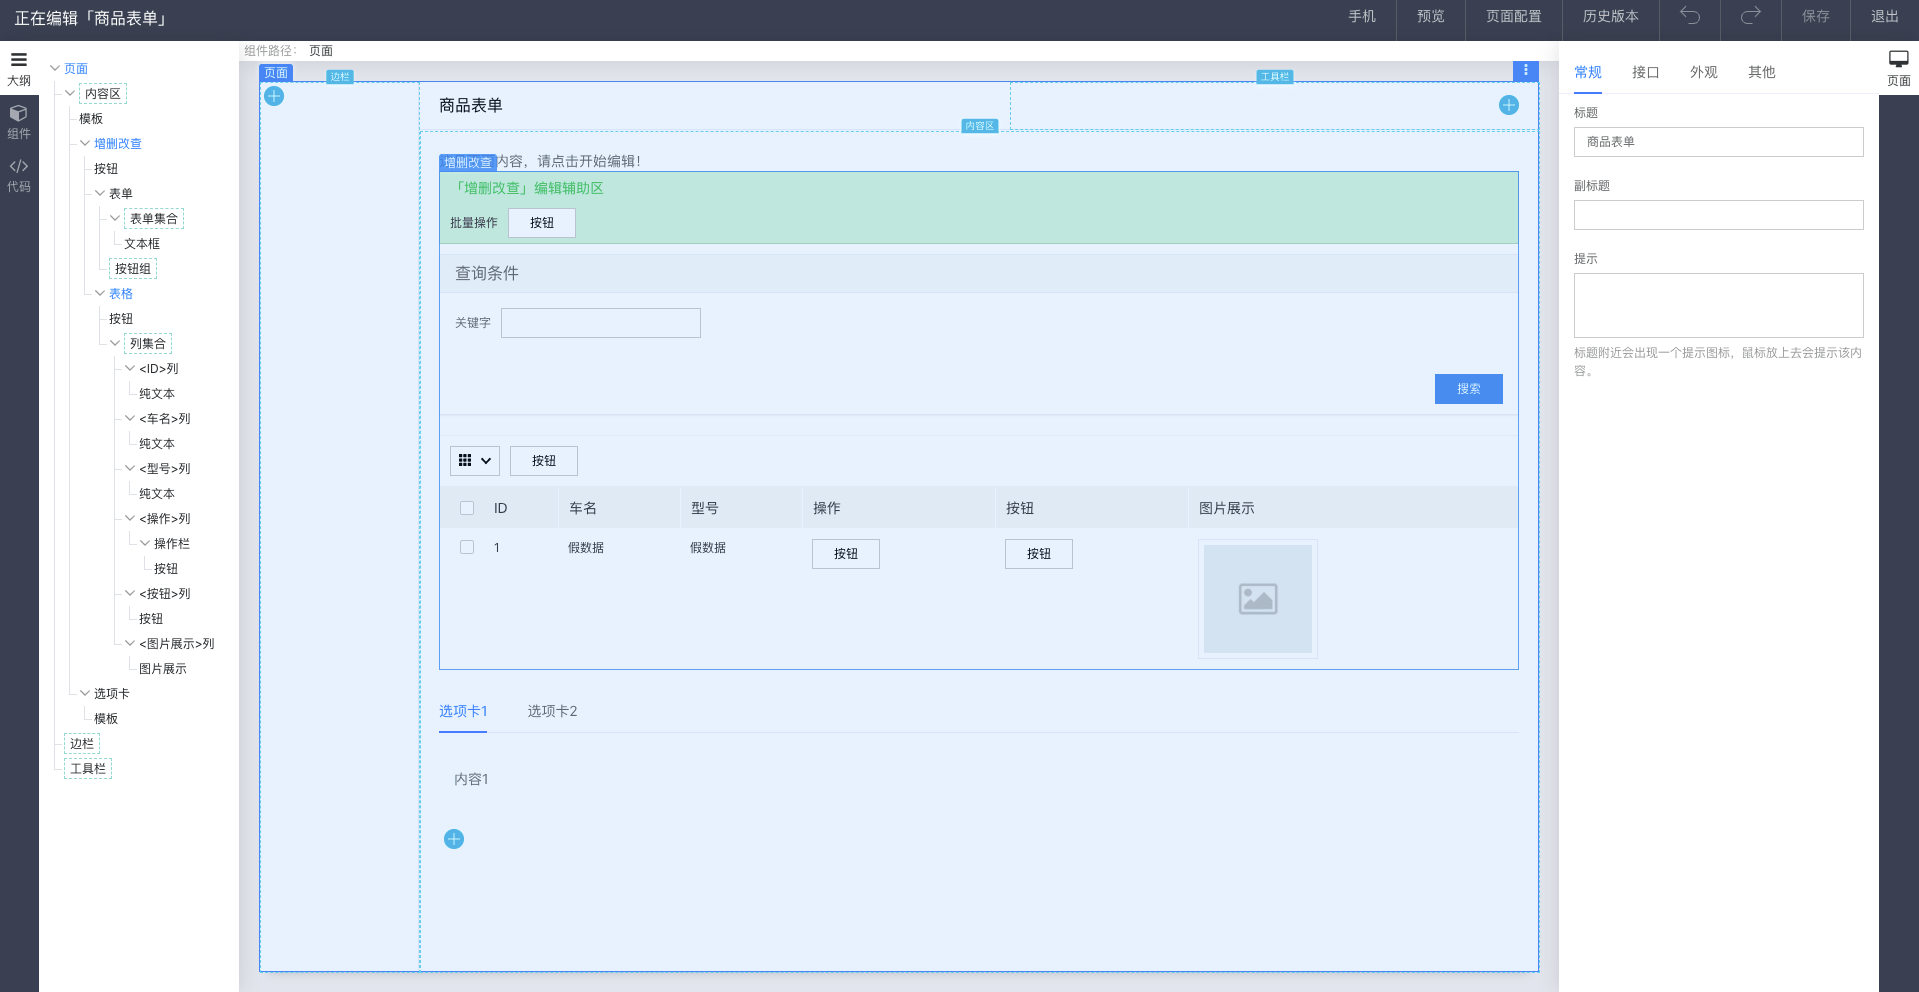 正在编辑「商品表单」
手机 预览 页面配置 历史版本 保存 退出
大纲
组件
代码
页面
内容区
模板
增删改查
按钮
表单
表单集合
文本框
按钮组
表格
按钮
列集合
<ID>列
纯文本
<车名>列
纯文本
<型号>列
纯文本
<操作>列
操作栏
按钮
<按钮>列
按钮
<图片展示>列
图片展示
选项卡
模板
边栏
工具栏
组件路径： 页面
页面
边栏
工具栏
商品表单
内容区
增删改查
内容，请点击开始编辑！
「增删改查」编辑辅助区
批量操作 按钮
查询条件
关键字
搜索
按钮
ID 车名 型号 操作 按钮 图片展示
1 假数据 假数据 按钮 按钮
选项卡1 选项卡2
内容1
常规 接口 外观 其他
标题
商品表单
副标题
提示
标题附近会出现一个提示图标，鼠标放上去会提示该内
容。
页面